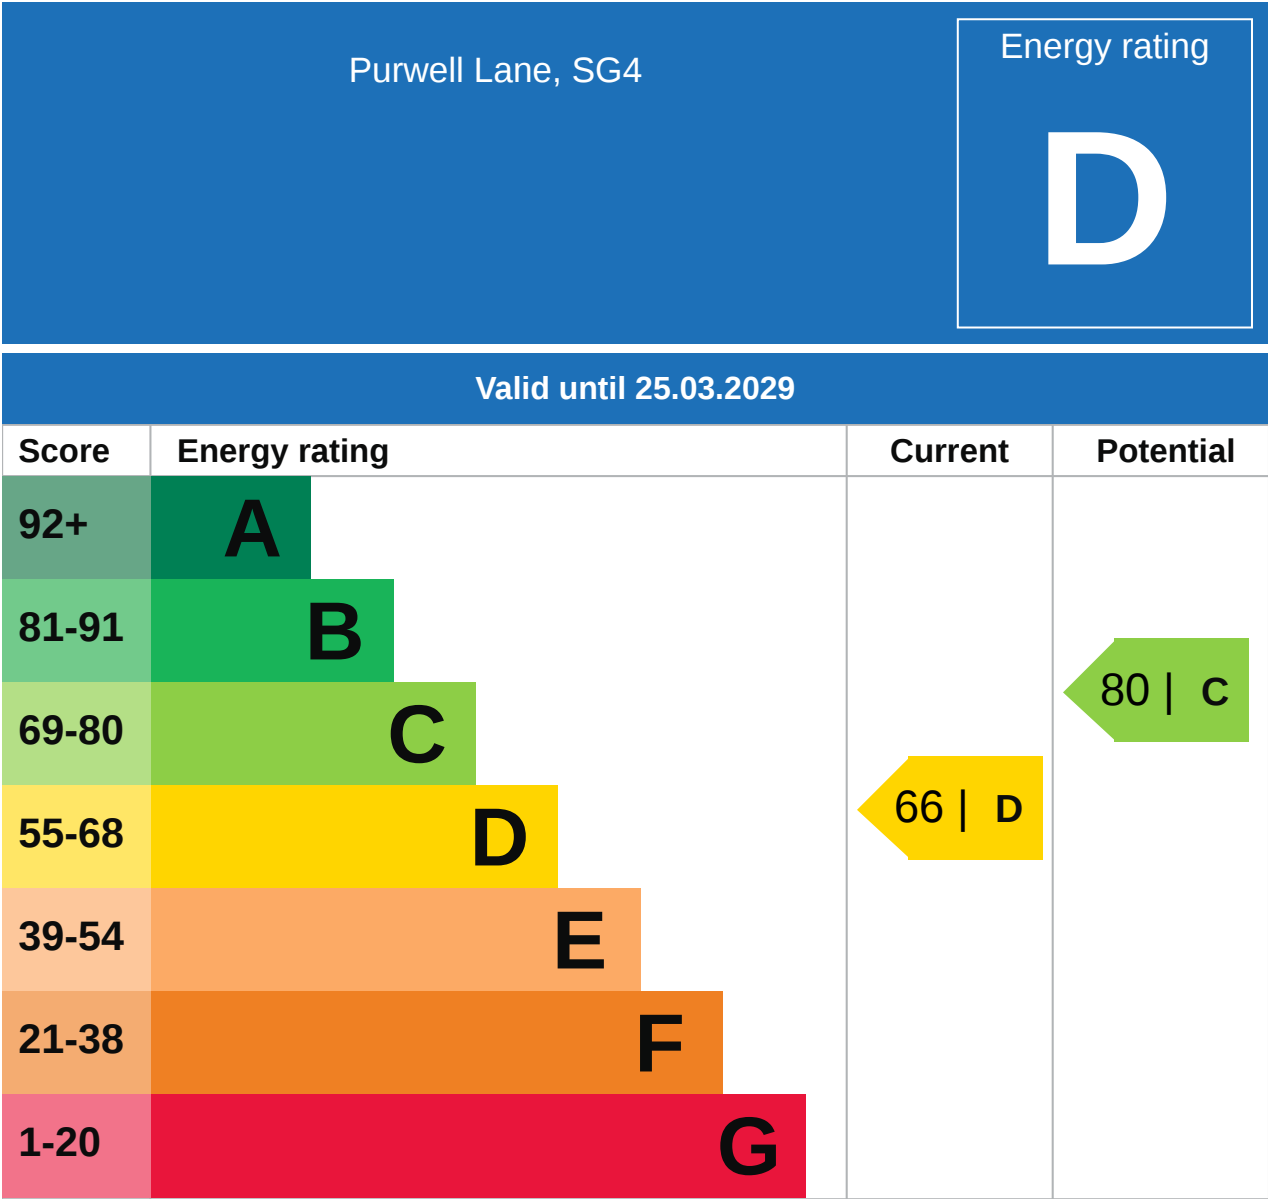 Purwell Lane, SG4
Energy rating
D
Valid until 25.03.2029
Score Energy rating Current Potential
92+ A
81-91 B
80 | C
69-80 C
66 | D
55-68 D
39-54 E
21-38 F
1-20 G